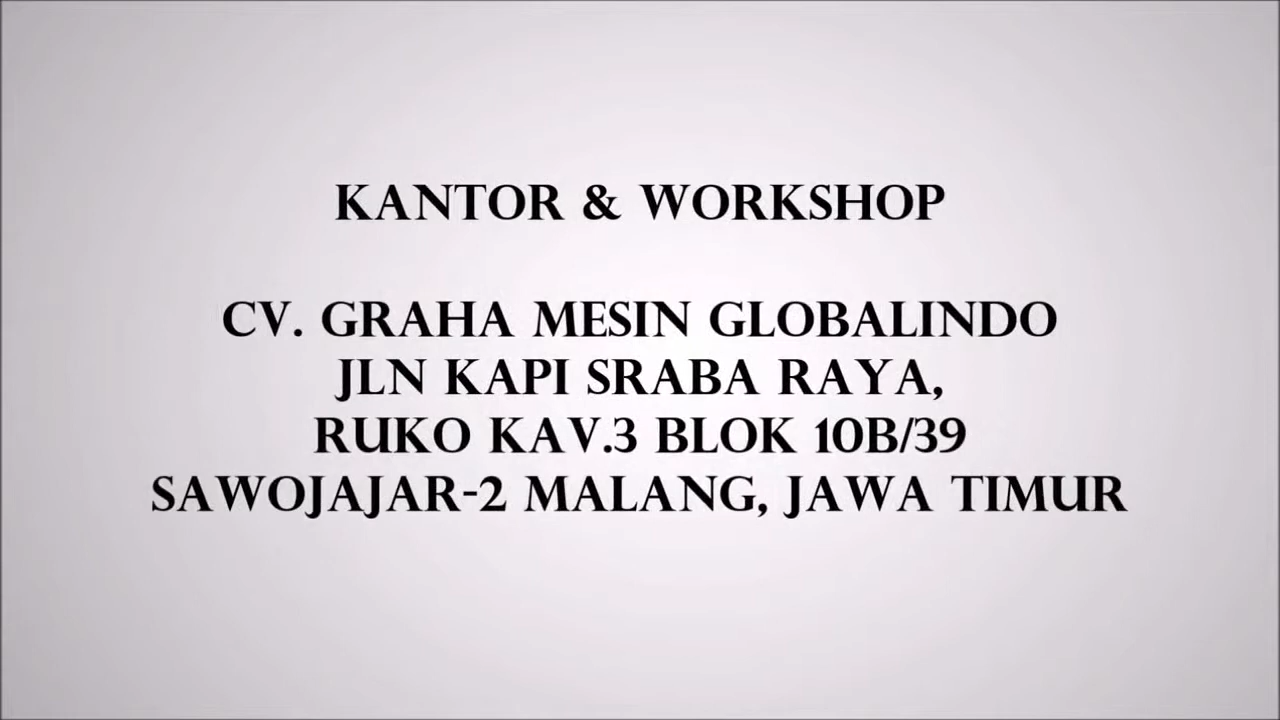 KANTOR & WORKSHOP
CV. GRAHA MESIN GLOBALINDO
JLN KAPI SRABA RAYA,
RUKO KAV.3 BLOK 10B/39
SAWOJAJAR-2 MALANG, JAWA TIMUR